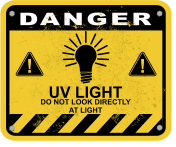 DANGER
UV LIGHT
DO NOT LOOK DIRECTLY
AT LIGHT